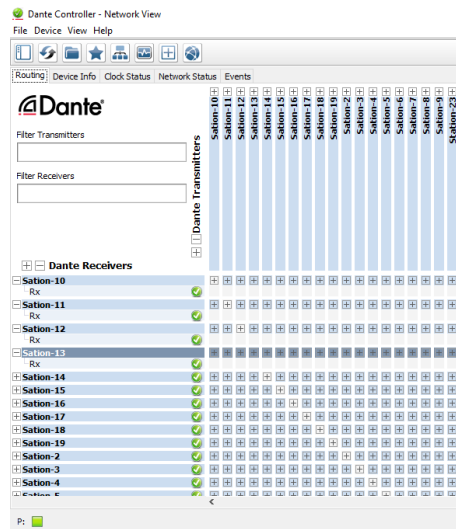 Dante Controller - Network View
File Device View Help
Routing Device Info Clock Status Network Status Events
Dante
Filter Transmitters
Filter Receivers
Dante Transmitters
Sation-10
Sation-11
Sation-12
Sation-13
Sation-14
Sation-15
Sation-16
Sation-17
Sation-18
Sation-19
Sation-2
Sation-3
Sation-4
Sation-5
Sation-6
Sation-7
Sation-8
Sation-9
Station-23
Dante Receivers
Sation-10
Rx
Sation-11
Rx
Sation-12
Rx
Sation-13
Rx
Sation-14
Sation-15
Sation-16
Sation-17
Sation-18
Sation-19
Sation-2
Sation-3
Sation-4
Sation-5
P: